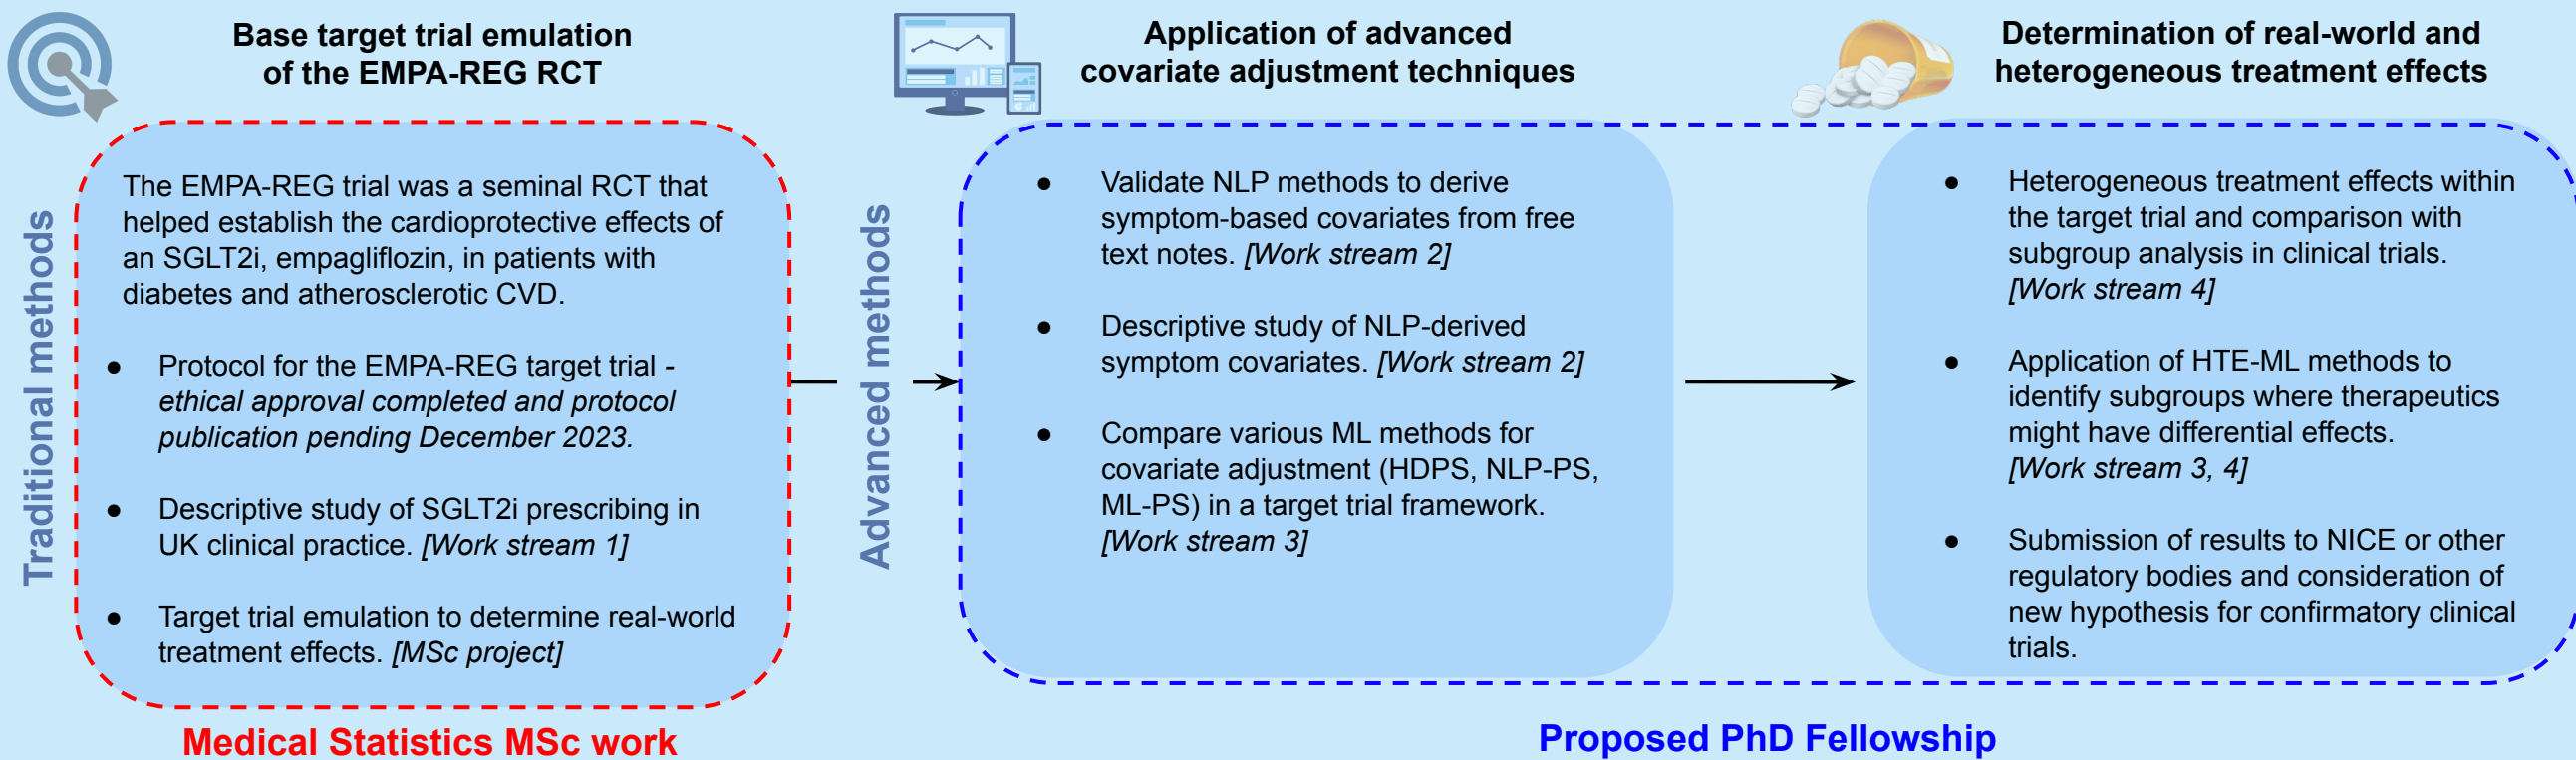 Base target trial emulation
of the EMPA-REG RCT
Traditional methods
The EMPA-REG trial was a seminal RCT that
helped establish the cardioprotective effects of
an SGLT2i, empagliflozin, in patients with
diabetes and atherosclerotic CVD.
● Protocol for the EMPA-REG target trial -
ethical approval completed and protocol
publication pending December 2023.
● Descriptive study of SGLT2i prescribing in
UK clinical practice. [Work stream 1]
● Target trial emulation to determine real-world
treatment effects. [MSc project]
Medical Statistics MSc work
Application of advanced
covariate adjustment techniques
Advanced methods
● Validate NLP methods to derive
symptom-based covariates from free
text notes. [Work stream 2]
● Descriptive study of NLP-derived
symptom covariates. [Work stream 2]
● Compare various ML methods for
covariate adjustment (HDPS, NLP-PS,
ML-PS) in a target trial framework.
[Work stream 3]
Determination of real-world and
heterogeneous treatment effects
● Heterogeneous treatment effects within
the target trial and comparison with
subgroup analysis in clinical trials.
[Work stream 4]
● Application of HTE-ML methods to
identify subgroups where therapeutics
might have differential effects.
[Work stream 3, 4]
● Submission of results to NICE or other
regulatory bodies and consideration of
new hypothesis for confirmatory clinical
trials.
Proposed PhD Fellowship